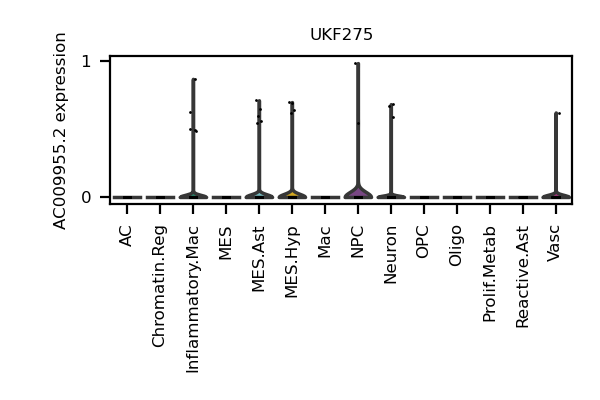 UKF275
AC009955.2 expression
1
0
AC
Chromatin.Reg
Inflammatory.Mac
MES
MES.Ast
MES.Hyp
Mac
NPC
Neuron
OPC
Oligo
Prolif.Metab
Reactive.Ast
Vasc